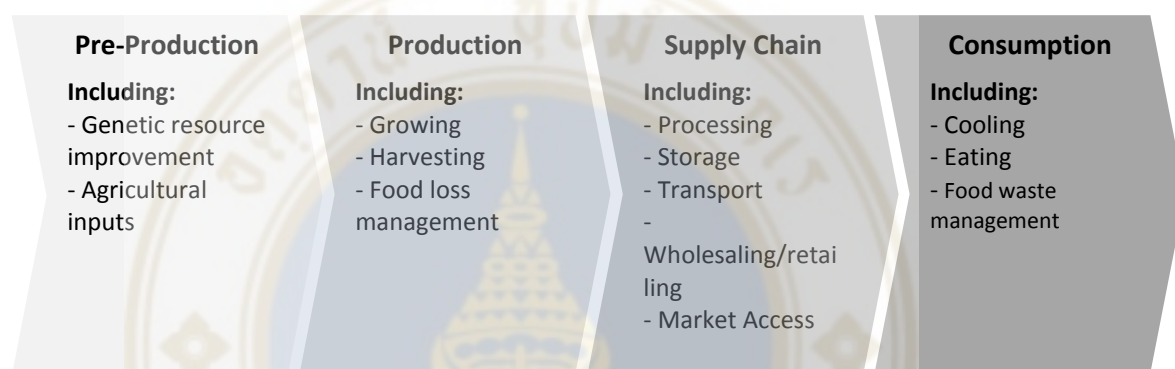 Pre-Production
Including:
- Genetic resource
improvement
- Agricultural
inputs
Production
Including:
- Growing
- Harvesting
- Food loss
management
Supply Chain
Including:
- Processing
- Storage
- Transport
-
Wholesaling/retai
ling
- Market Access
Consumption
Including:
- Cooling
- Eating
- Food waste
management